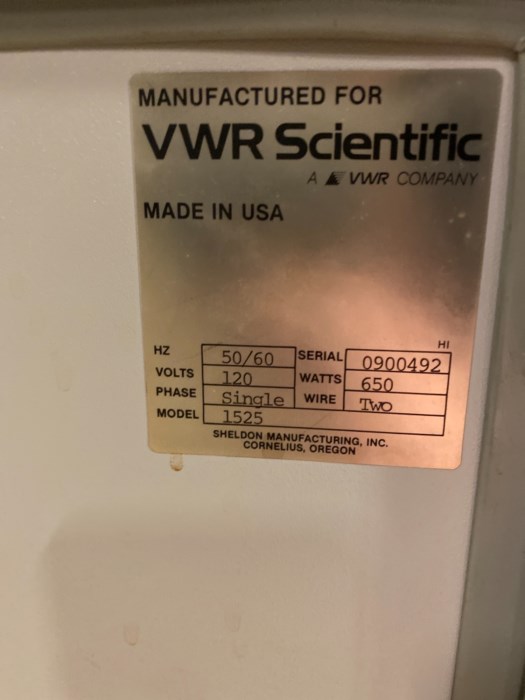 MANUFACTURED FOR
VWR Scientific
A VWR COMPANY
MADE IN USA
HI
HZ 50/60 SERIAL 0900492
VOLTS 120 WATTS 650
PHASE Single WIRE Two
MODEL 1525
SHELDON MANUFACTURING, INC.
CORNELIUS, OREGON